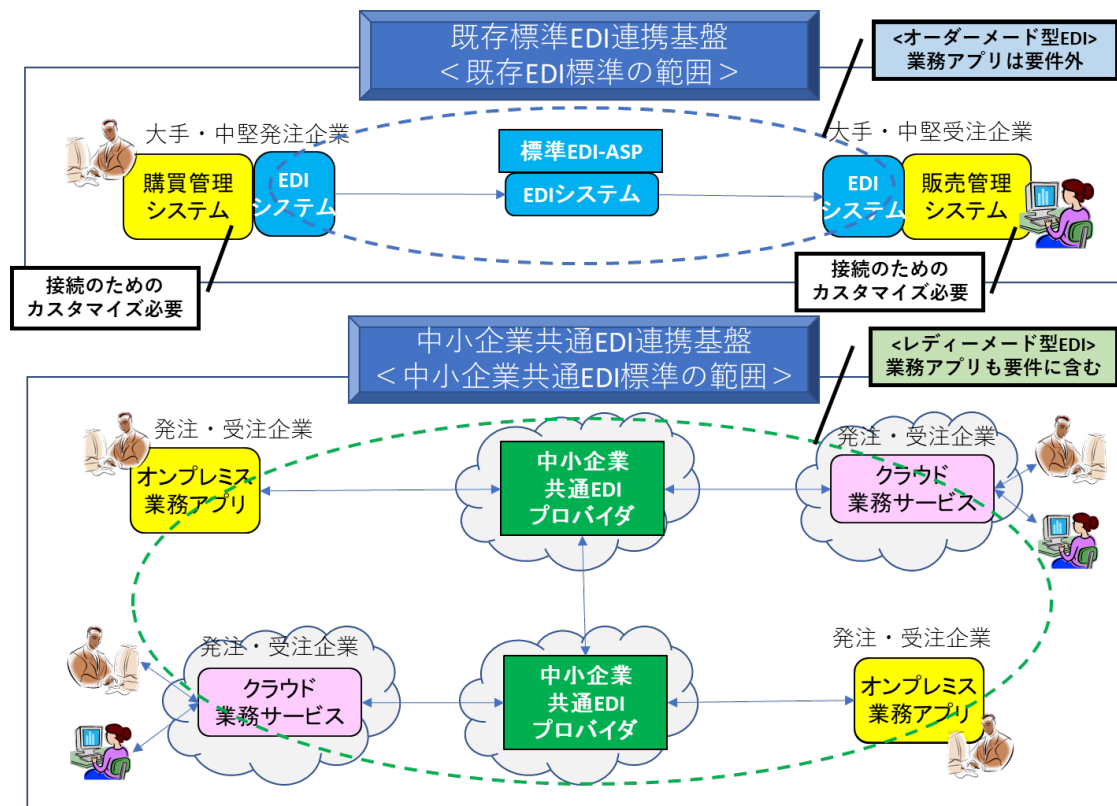 既存標準EDI連携基盤
＜既存EDI標準の範囲＞
<オーダーメード型EDI>
業務アプリは要件外
大手・中堅発注企業
購買管理
システム
EDI
システム
標準EDI-ASP
EDIシステム
大手・中堅受注企業
EDI
システム
販売管理
システム
接続のための
カスタマイズ必要
接続のための
カスタマイズ必要
中小企業共通EDI連携基盤
＜中小企業共通EDI標準の範囲＞
<レディーメード型EDI>
業務アプリも要件に含む
発注・受注企業
オンプレミス
業務アプリ
中小企業
共通EDI
プロバイダ
発注・受注企業
クラウド
業務サービス
発注・受注企業
クラウド
業務サービス
中小企業
共通EDI
プロバイダ
発注・受注企業
オンプレミス
業務アプリ